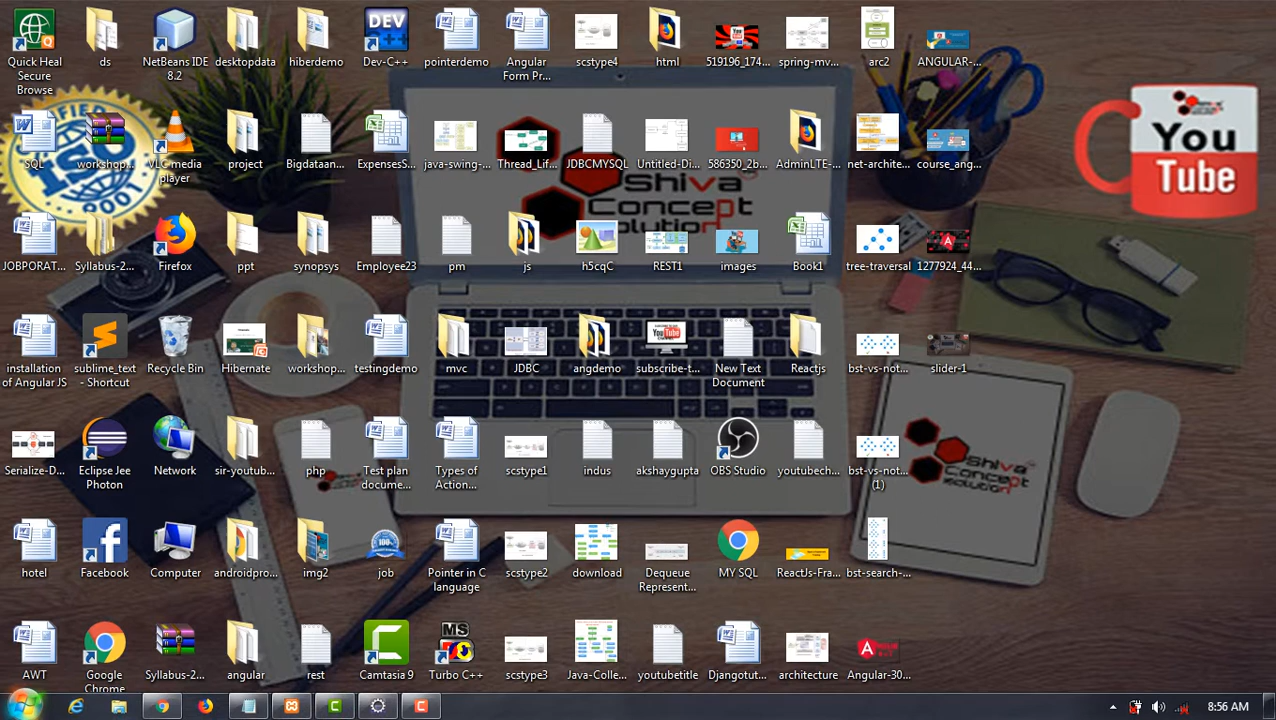 Quick Heal
Secure
Browse
ds
NetBeans IDE
8.2
desktopdata
hiberdemo
DEV
C++
Dev-C++
pointerdemo
Angular
Form Pr...
scstype4
html
519196_174...
spring-mv...
arc2
ANGULAR-...
SQL
workshop...
VLC media
player
project
Bigdataan...
ExpensesS...
java-swing-...
Thread_Lif...
JDBCMYSQL
Untitled-Di...
586350_2b...
AdminLTE-...
net-archite...
course_ang...
Shiva
Concept
Solution
You
Tube
JOBPORAT...
Syllabus-2...
Firefox
ppt
synopsys
Employee23
pm
js
h5cqC
REST1
images
Book1
tree-traversal
1277924_44...
installation
of Angular JS
sublime_text
- Shortcut
Recycle Bin
Hibernate
workshop...
testingdemo
mvc
JDBC
angdemo
subscribe-t...
New Text
Document
Reactjs
bst-vs-not...
slider-1
Serialize-D...
Eclipse Jee
Photon
Network
sir-youtub...
php
Test plan
docume...
Types of
Action...
scstype1
indus
akshaygupta
OBS Studio
youtubech...
bst-vs-not...
(1)
Shiva
Concept
Solution
hotel
Facebook
Computer
androidpro...
img2
job
Pointer in C
language
scstype2
download
Dequeue
Represent...
MY SQL
ReactJs-Fra...
bst-search-...
AWT
Google
Chrome
Syllabus-2...
angular
rest
Camtasia 9
MS
Turbo C++
scstype3
Java-Colle...
youtubetitle
Djangotut...
architecture
Angular-30...
8:56 AM